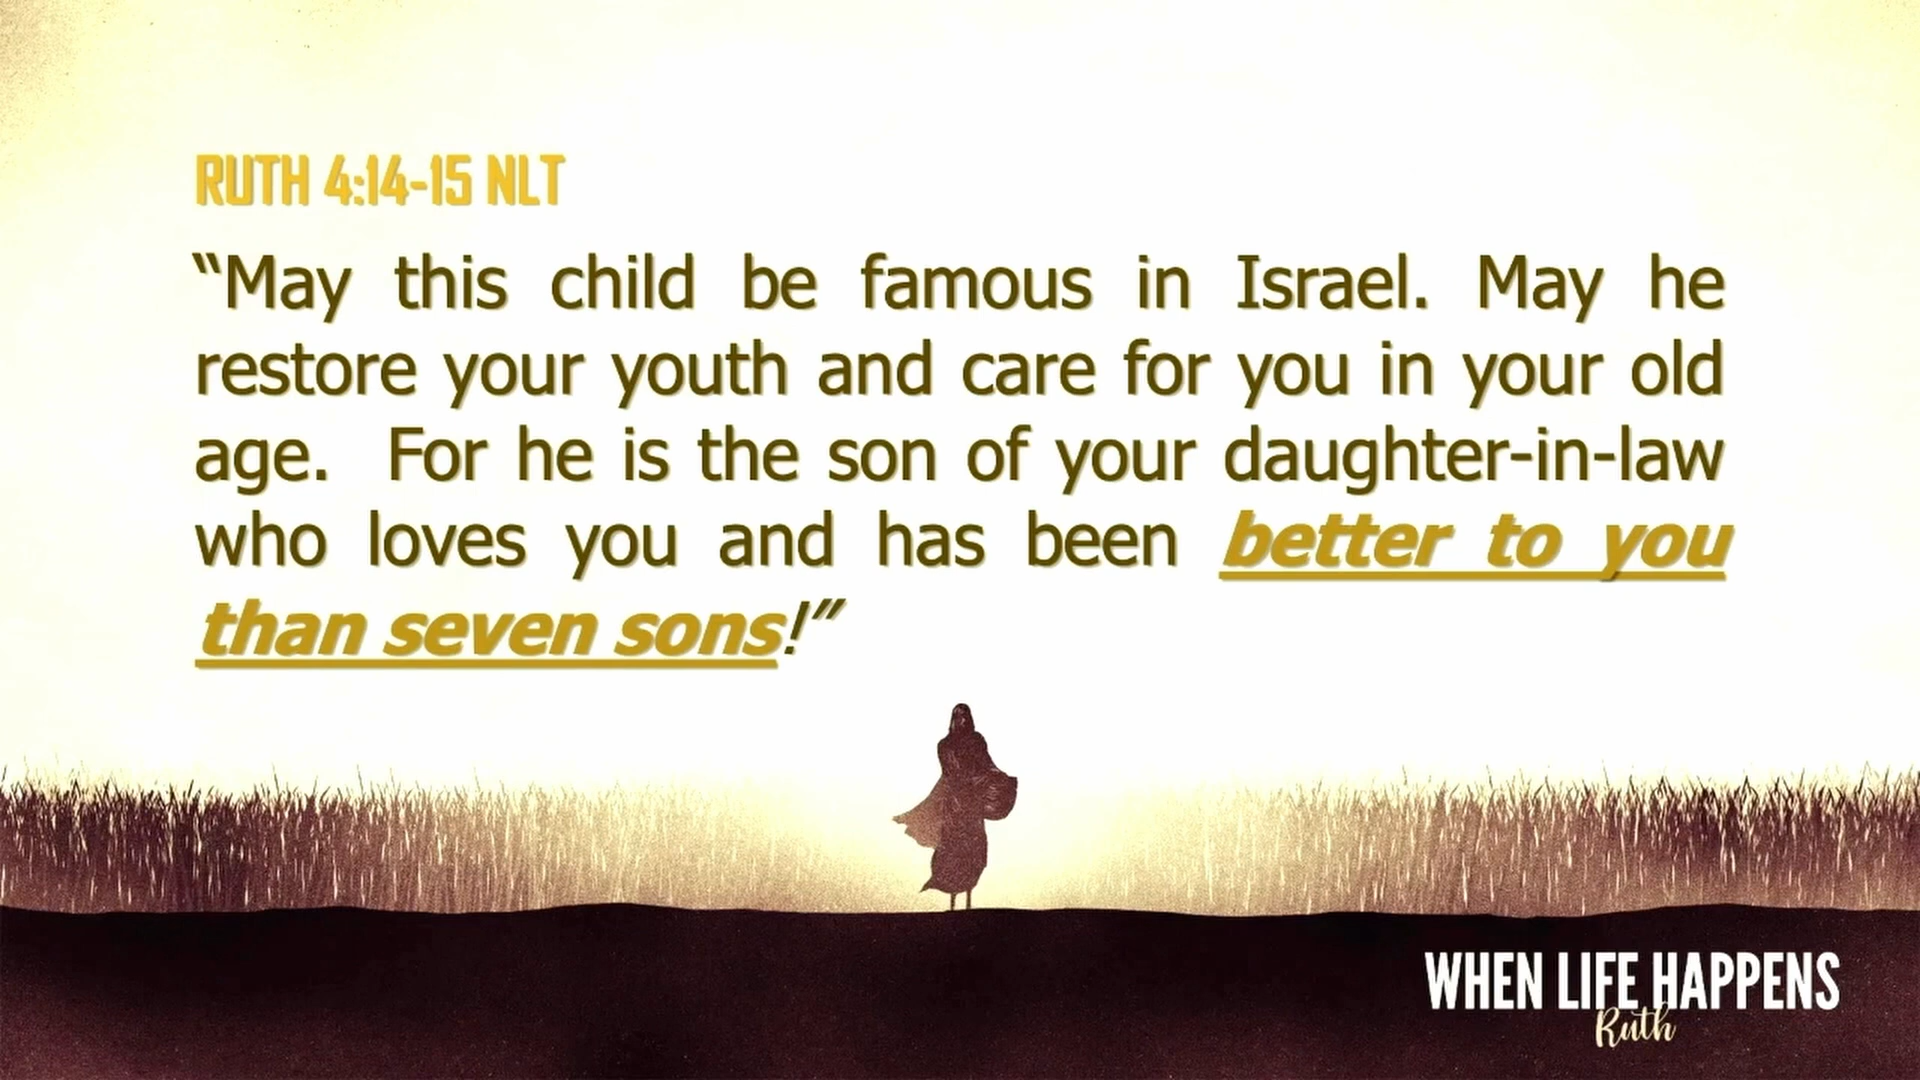 RUTH 4:14-15 NLT
“May this child be famous in Israel. May he
restore your youth and care for you in your old
age.  For he is the son of your daughter-in-law
who loves you and has been better to you
than seven sons!”
WHEN LIFE HAPPENS
Ruth